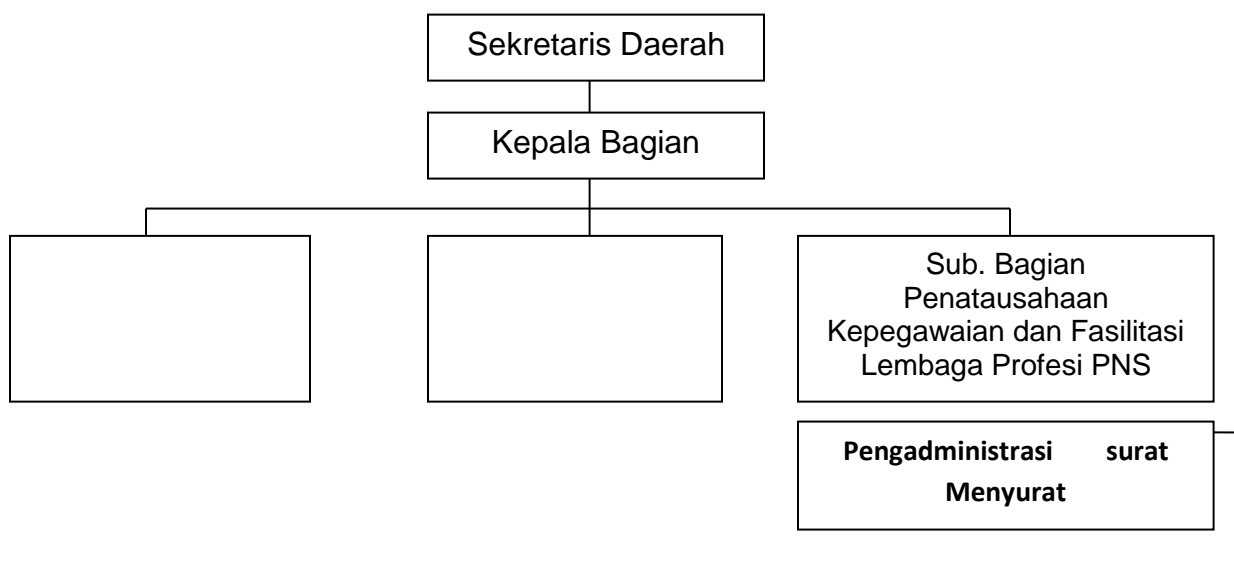 Sekretaris Daerah
Kepala Bagian
Sub. Bagian
Penatausahaan
Kepegawaian dan Fasilitasi
Lembaga Profesi PNS
Pengadministrasi surat
Menyurat